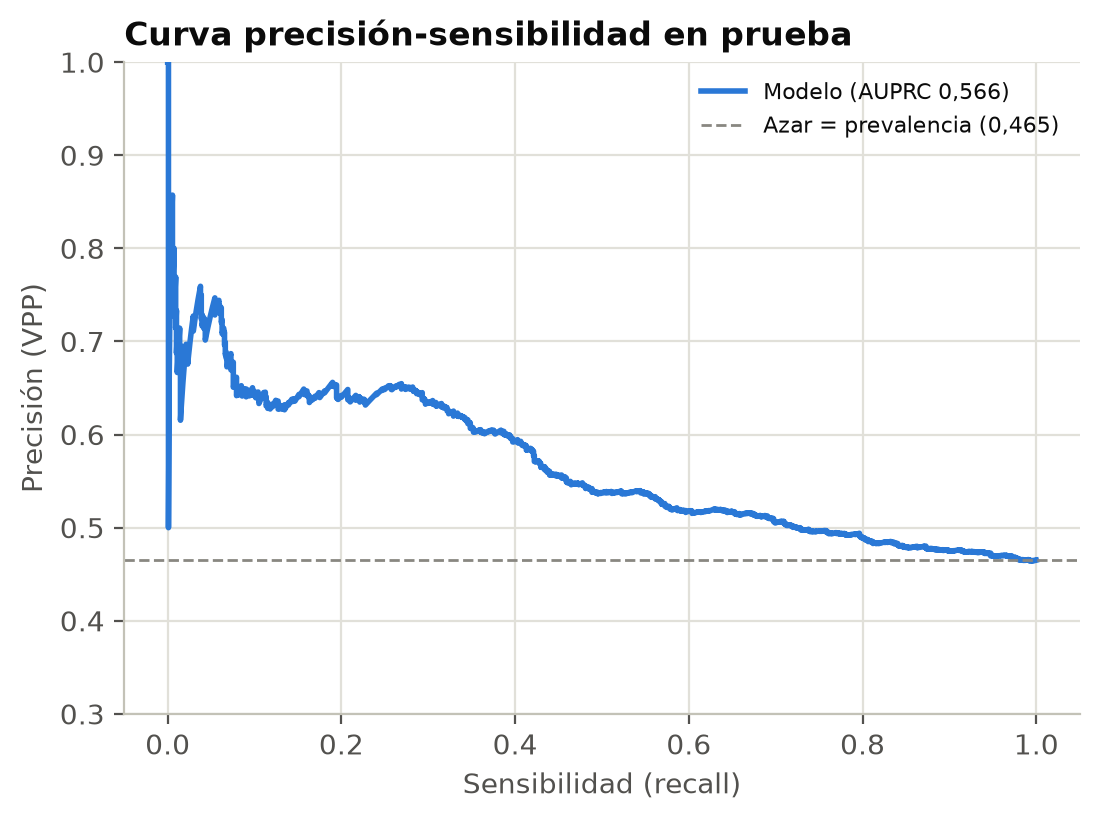 Curva precisión-sensibilidad en prueba
Modelo (AUPRC 0,566)
Azar = prevalencia (0,465)
Precisión (VPP)
1.0
0.9
0.8
0.7
0.6
0.5
0.4
0.3
0.0 0.2 0.4 0.6 0.8 1.0
Sensibilidad (recall)